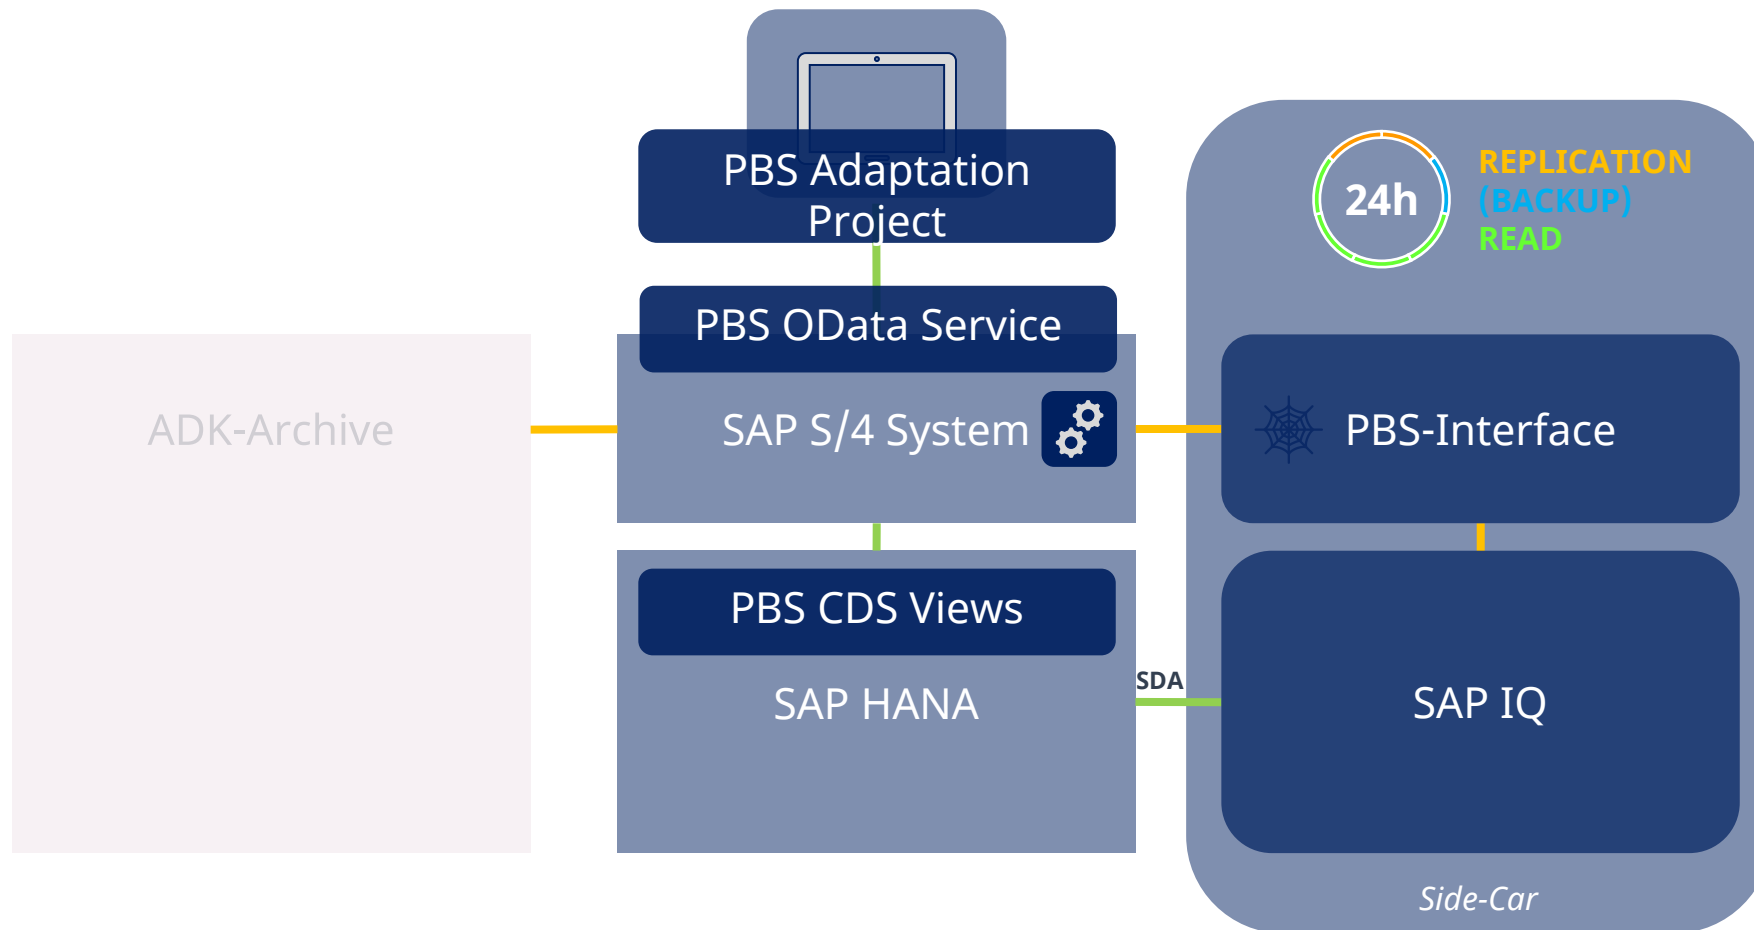 PBS Adaptation
Project
24h
REPLICATION
(BACKUP)
READ
PBS OData Service
ADK-Archive
SAP S/4 System
PBS-Interface
PBS CDS Views
SDA
SAP HANA
SAP IQ
Side-Car